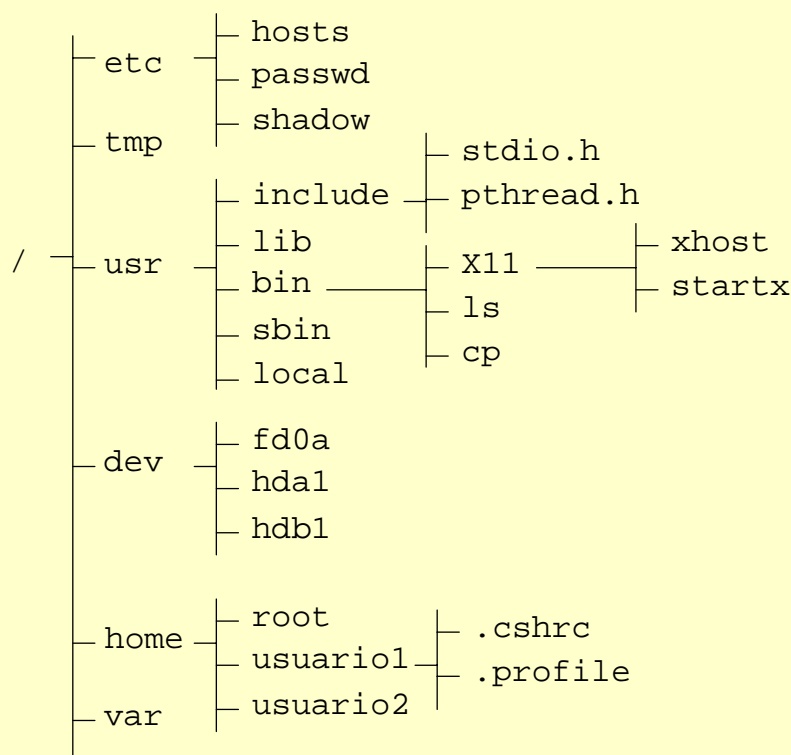 /
etc
hosts
passwd
shadow
tmp
usr
include
stdio.h
pthread.h
lib
bin
X11
xhost
startx
ls
cp
sbin
local
dev
fd0a
hda1
hdb1
home
root
usuario1
.cshrc
.profile
usuario2
var